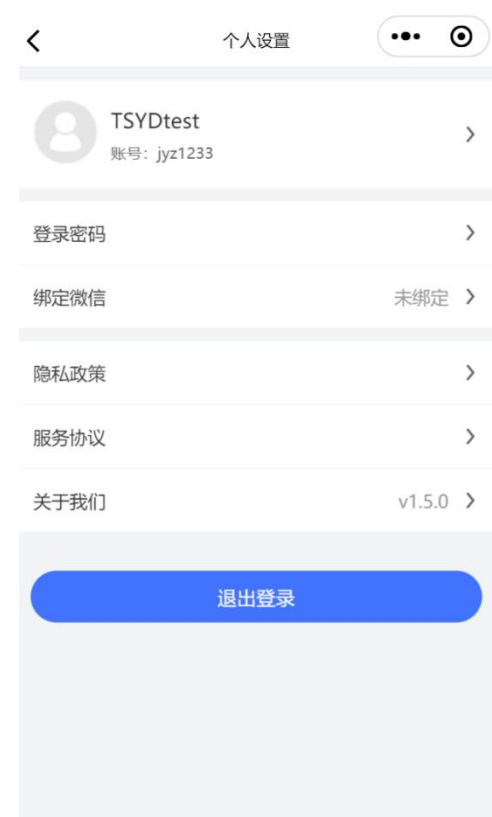 个人设置
TSYDtest
账号：jyz1233
登录密码
绑定微信 未绑定
隐私政策
服务协议
关于我们 v1.5.0
退出登录